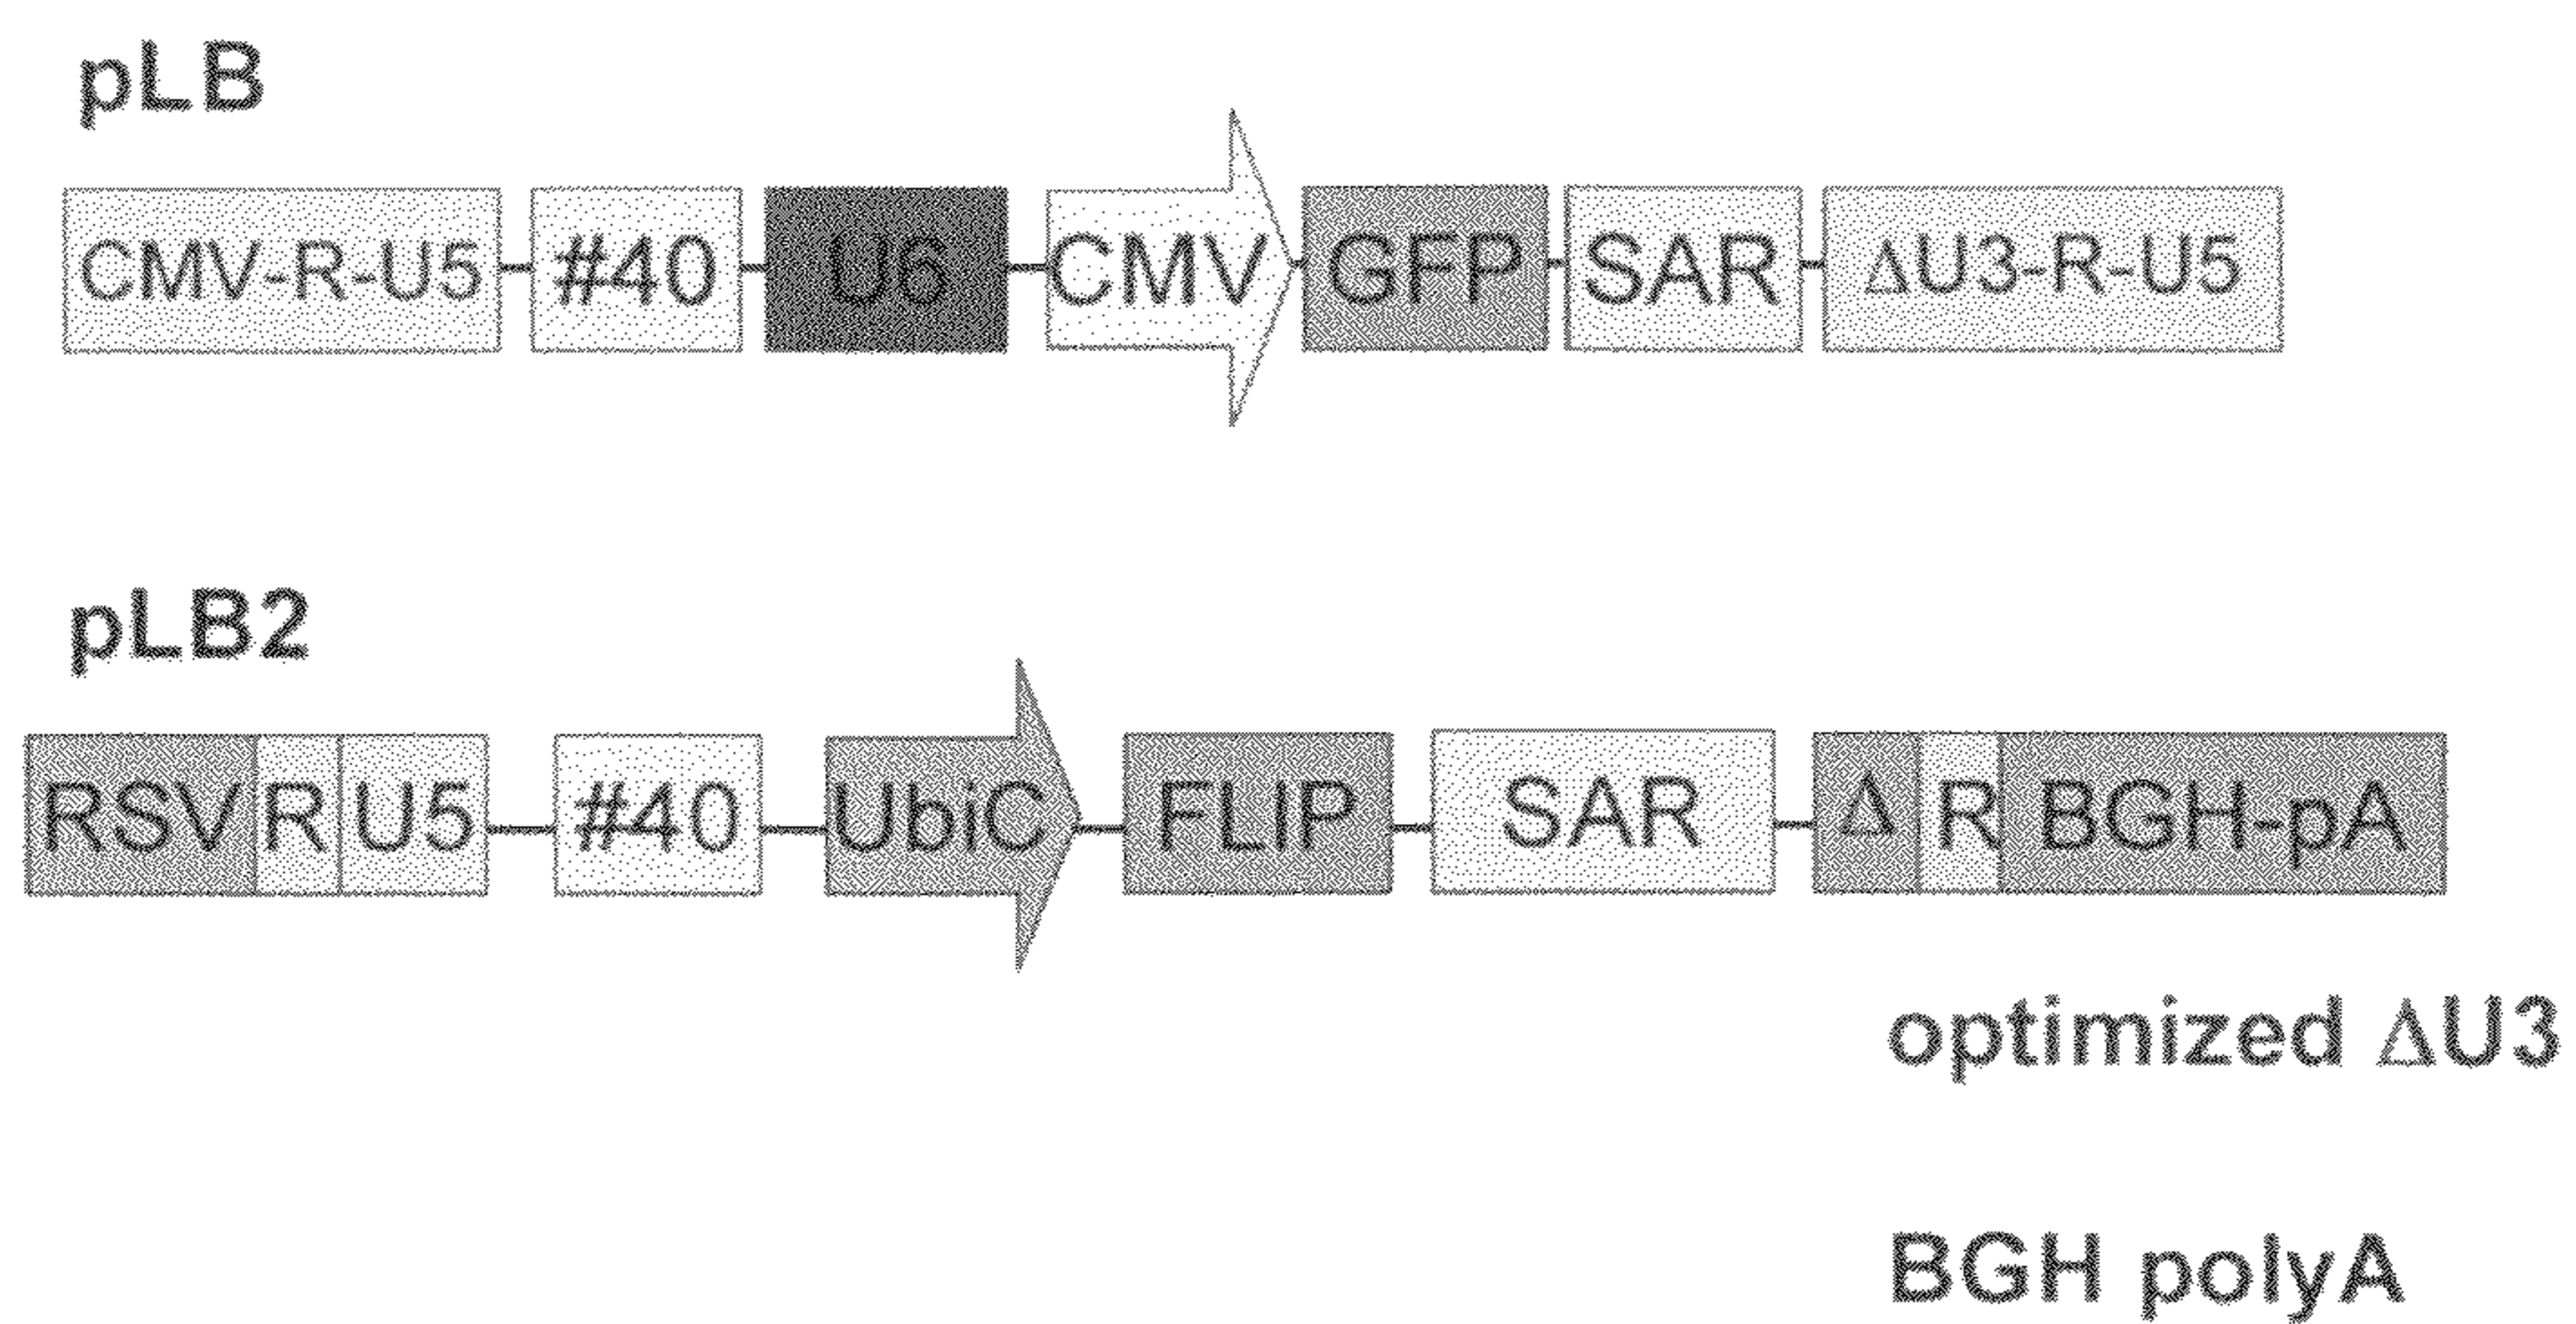 pLB
CMV-R-U5 #40 U6 CMV GFP SAR ΔU3-R-U5
pLB2
RSV R U5 #40 UbiC FLIP SAR Δ R BGH-pA
optimized ΔU3
BGH polyA